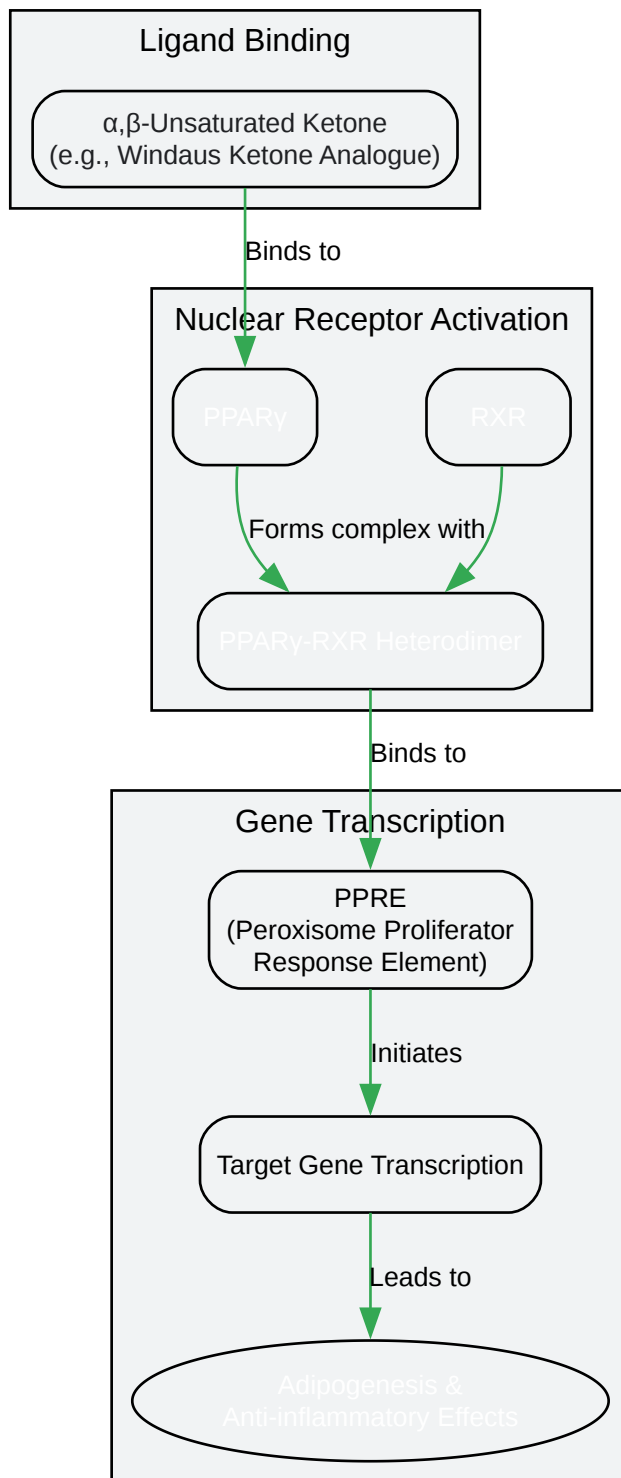 Ligand Binding
α,β-Unsaturated Ketone
(e.g., Windaus Ketone Analogue)
Binds to
Nuclear Receptor Activation
PPARγ
RXR
Forms complex with
PPARγ-RXR Heterodimer
Binds to
Gene Transcription
PPRE
(Peroxisome Proliferator
Response Element)
Initiates
Target Gene Transcription
Leads to
Adipogenesis &
Anti-inflammatory Effects